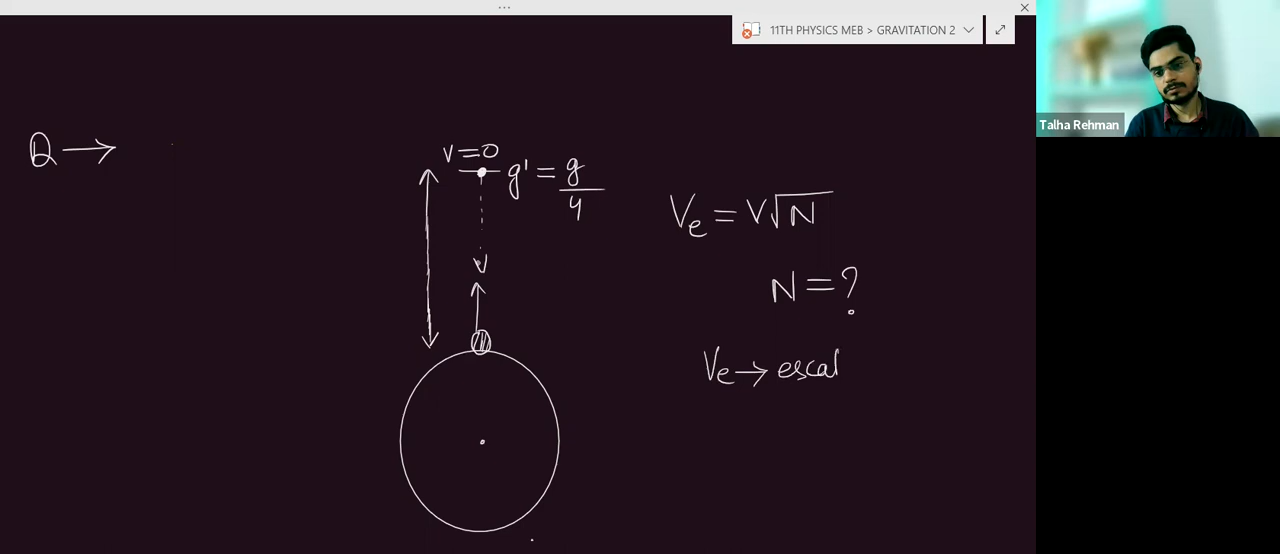 ...
11TH PHYSICS MEB > GRAVITATION 2
Talha Rehman
Q →
v=0
g' = g/4
v
Ve = V√N
N = ?
Ve → escal